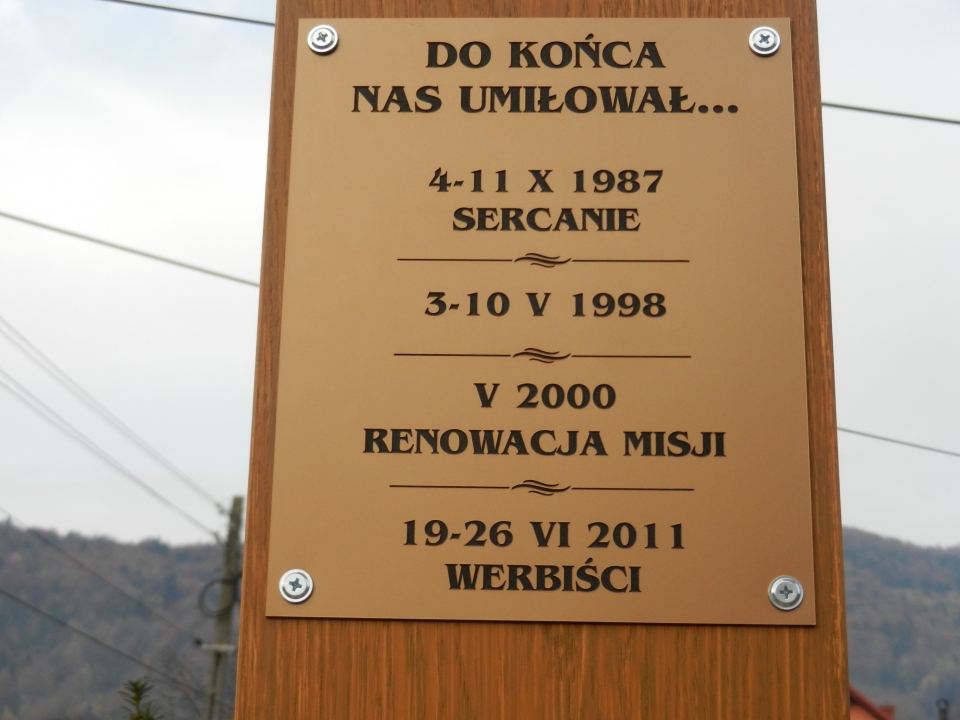 DO KOŃCA
NAS UMIŁOWAŁ...
4-11 X 1987
SERCANIE
3-10 V 1998
V 2000
RENOWACJA MISJI
19-26 VI 2011
WERBIŚCI